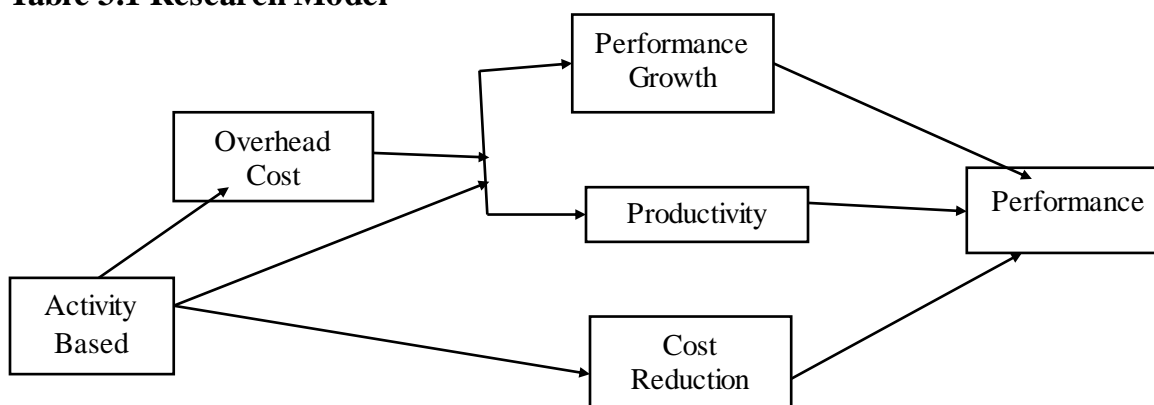 Table 3.1 Research Model
Performance
Growth
Overhead
Cost
Performance
Productivity
Activity
Based
Cost
Reduction